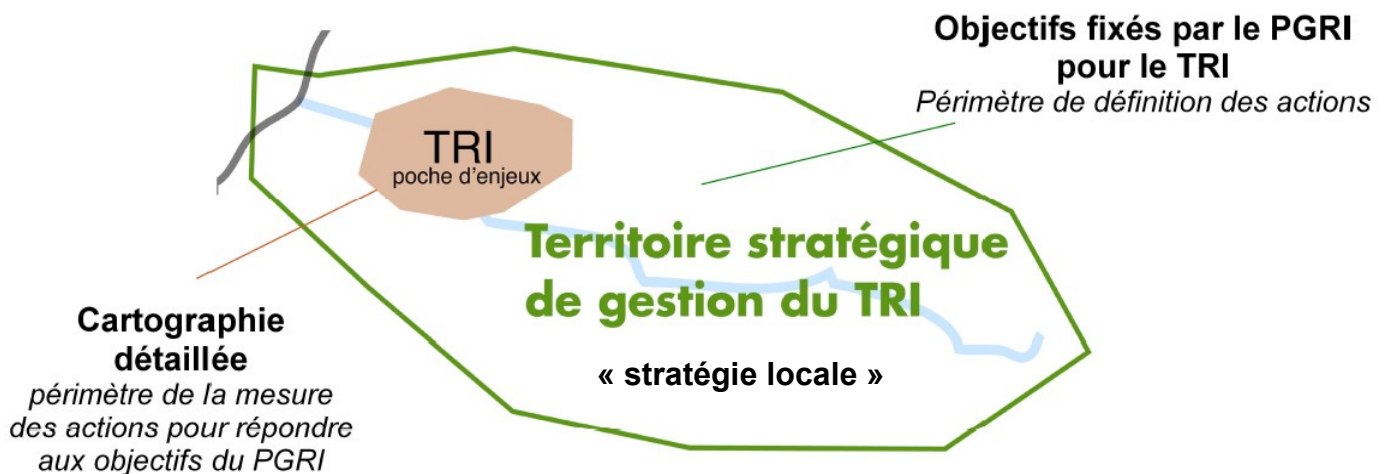 Objectifs fixés par le PGRI
pour le TRI
Périmètre de définition des actions
TRI
poche d'enjeux
Territoire stratégique
de gestion du TRI
« stratégie locale »
Cartographie
détaillée
périmètre de la mesure
des actions pour répondre
aux objectifs du PGRI